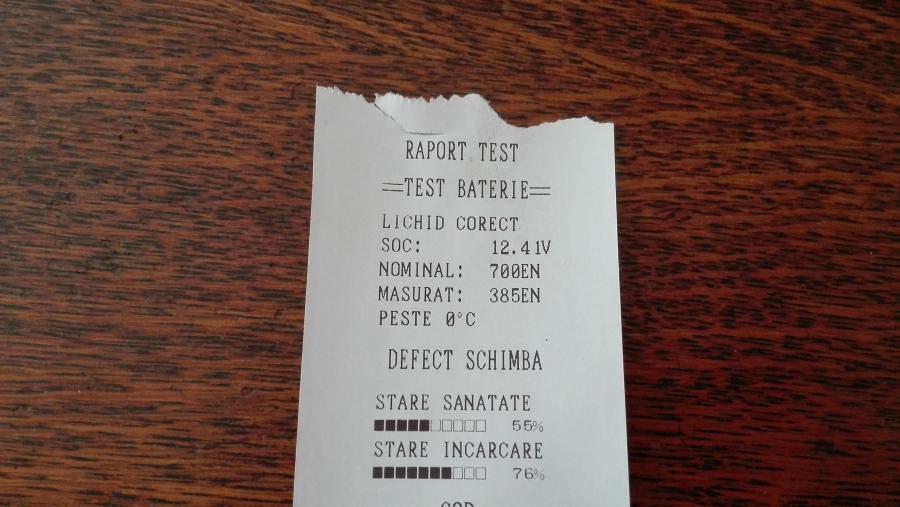 RAPORT TEST
==TEST BATERIE==
LICHID CORECT
SOC: 12.41V
NOMINAL: 700EN
MASURAT: 385EN
PESTE 0°C
DEFECT SCHIMBA
STARE SANATATE
55%
STARE INCARCARE
76%